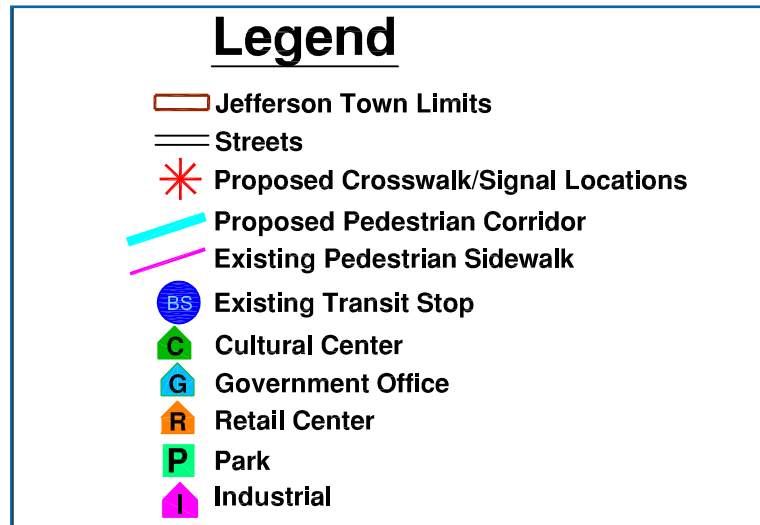 Legend
Jefferson Town Limits
Streets
Proposed Crosswalk/Signal Locations
Proposed Pedestrian Corridor
Existing Pedestrian Sidewalk
BS Existing Transit Stop
C Cultural Center
G Government Office
R Retail Center
P Park
I Industrial